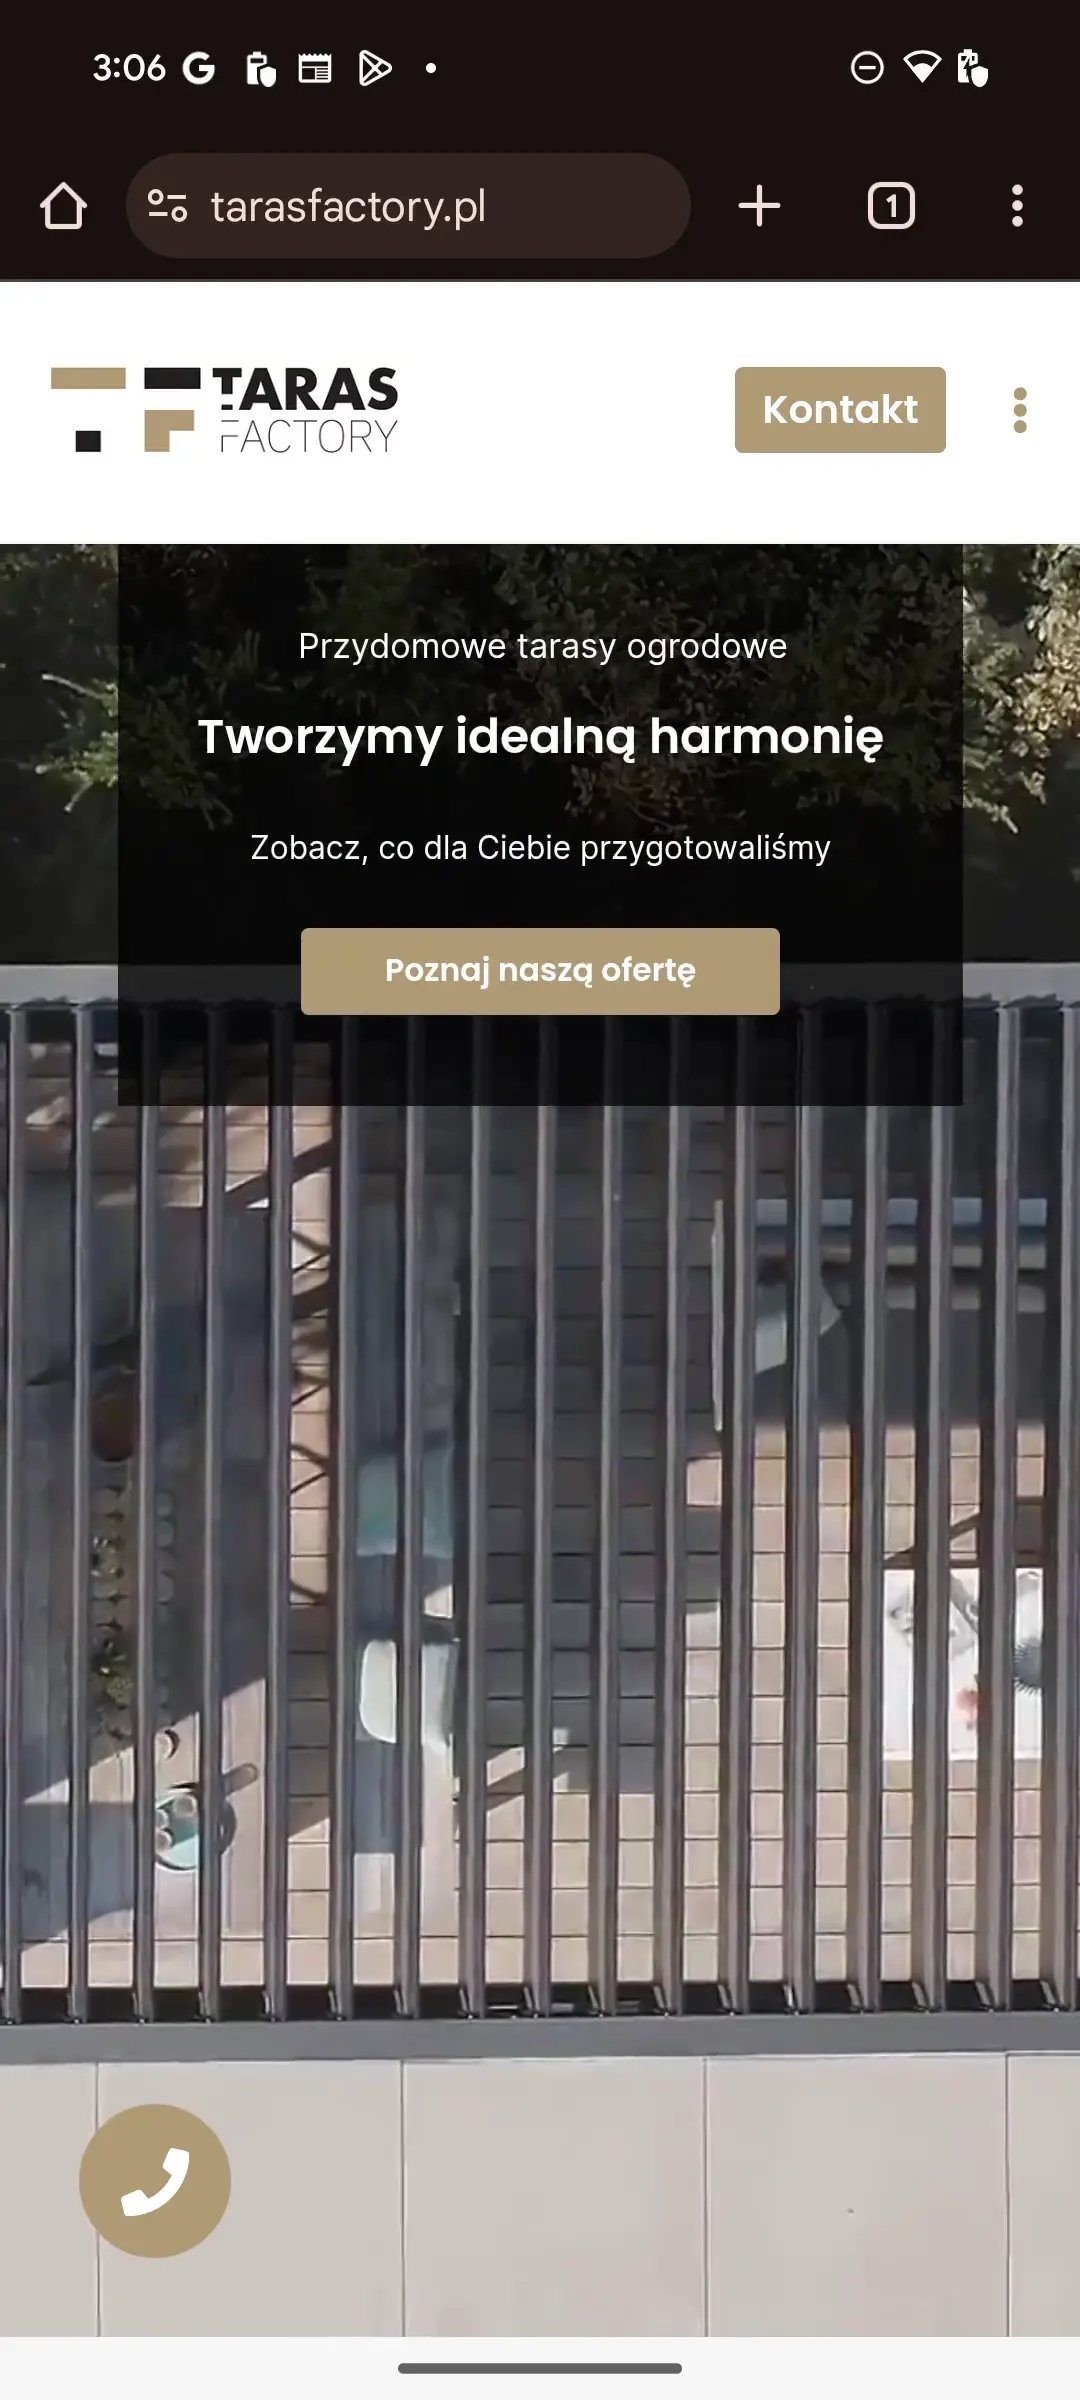 3:06
tarasfactory.pl
1
TARAS
FACTORY
Kontakt
Przydomowe tarasy ogrodowe
Tworzymy idealną harmonię
Zobacz, co dla Ciebie przygotowaliśmy
Poznaj naszą ofertę